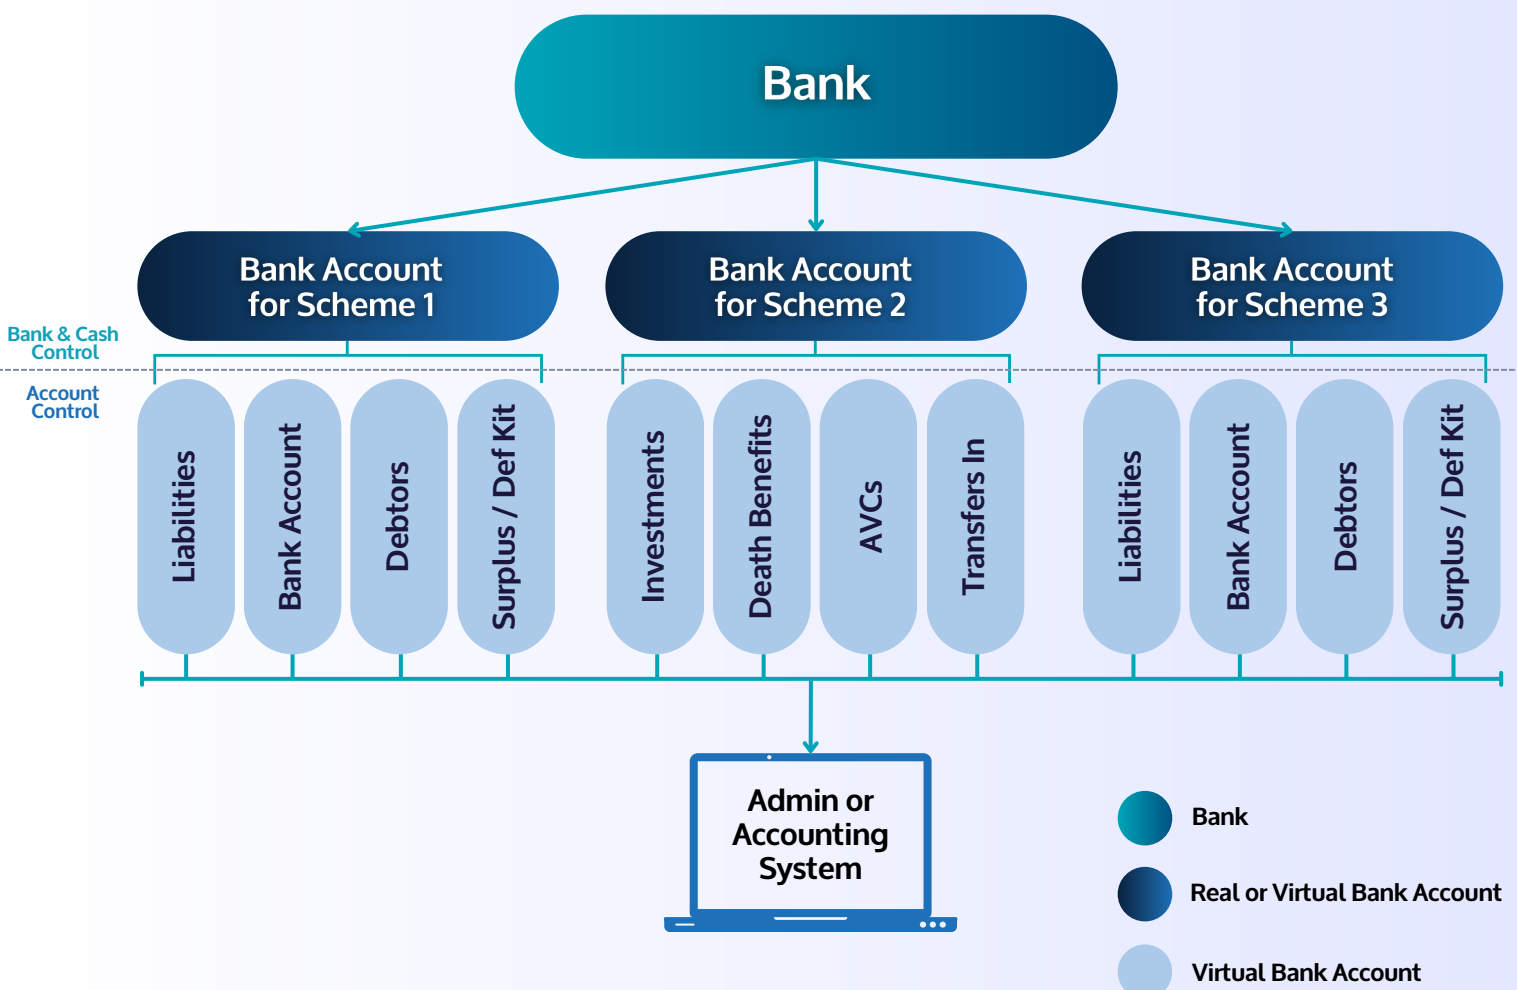 Bank
Bank Account
for Scheme 1
Bank Account
for Scheme 2
Bank Account
for Scheme 3
Bank & Cash
Control
Account
Control
Liabilities
Bank Account
Debtors
Surplus / Def Kit
Investments
Death Benefits
AVCs
Transfers In
Liabilities
Bank Account
Debtors
Surplus / Def Kit
Admin or
Accounting
System
Bank
Real or Virtual Bank Account
Virtual Bank Account